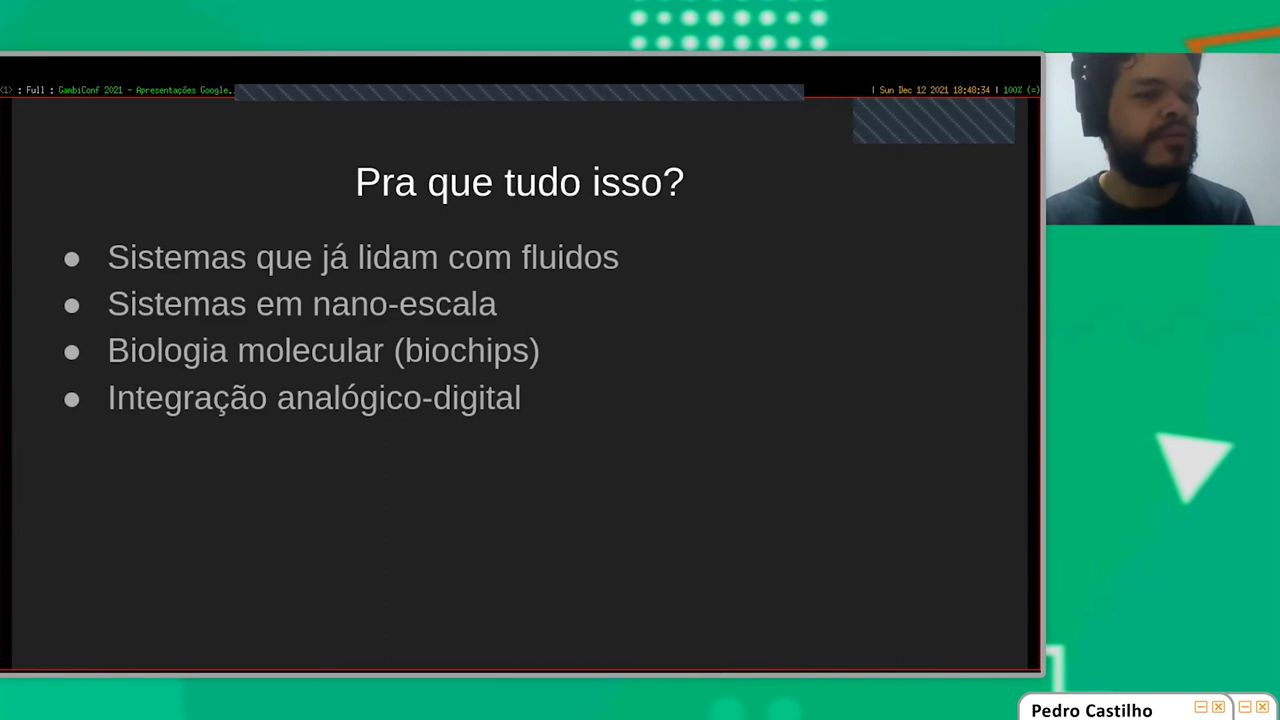 <1> : Full : GambiConf 2021 - Apresentações Google.
| Sun Dec 12 2021 18:48:34 | 100% (=)
Pra que tudo isso?
● Sistemas que já lidam com fluidos
● Sistemas em nano-escala
● Biologia molecular (biochips)
● Integração analógico-digital
Pedro Castilho